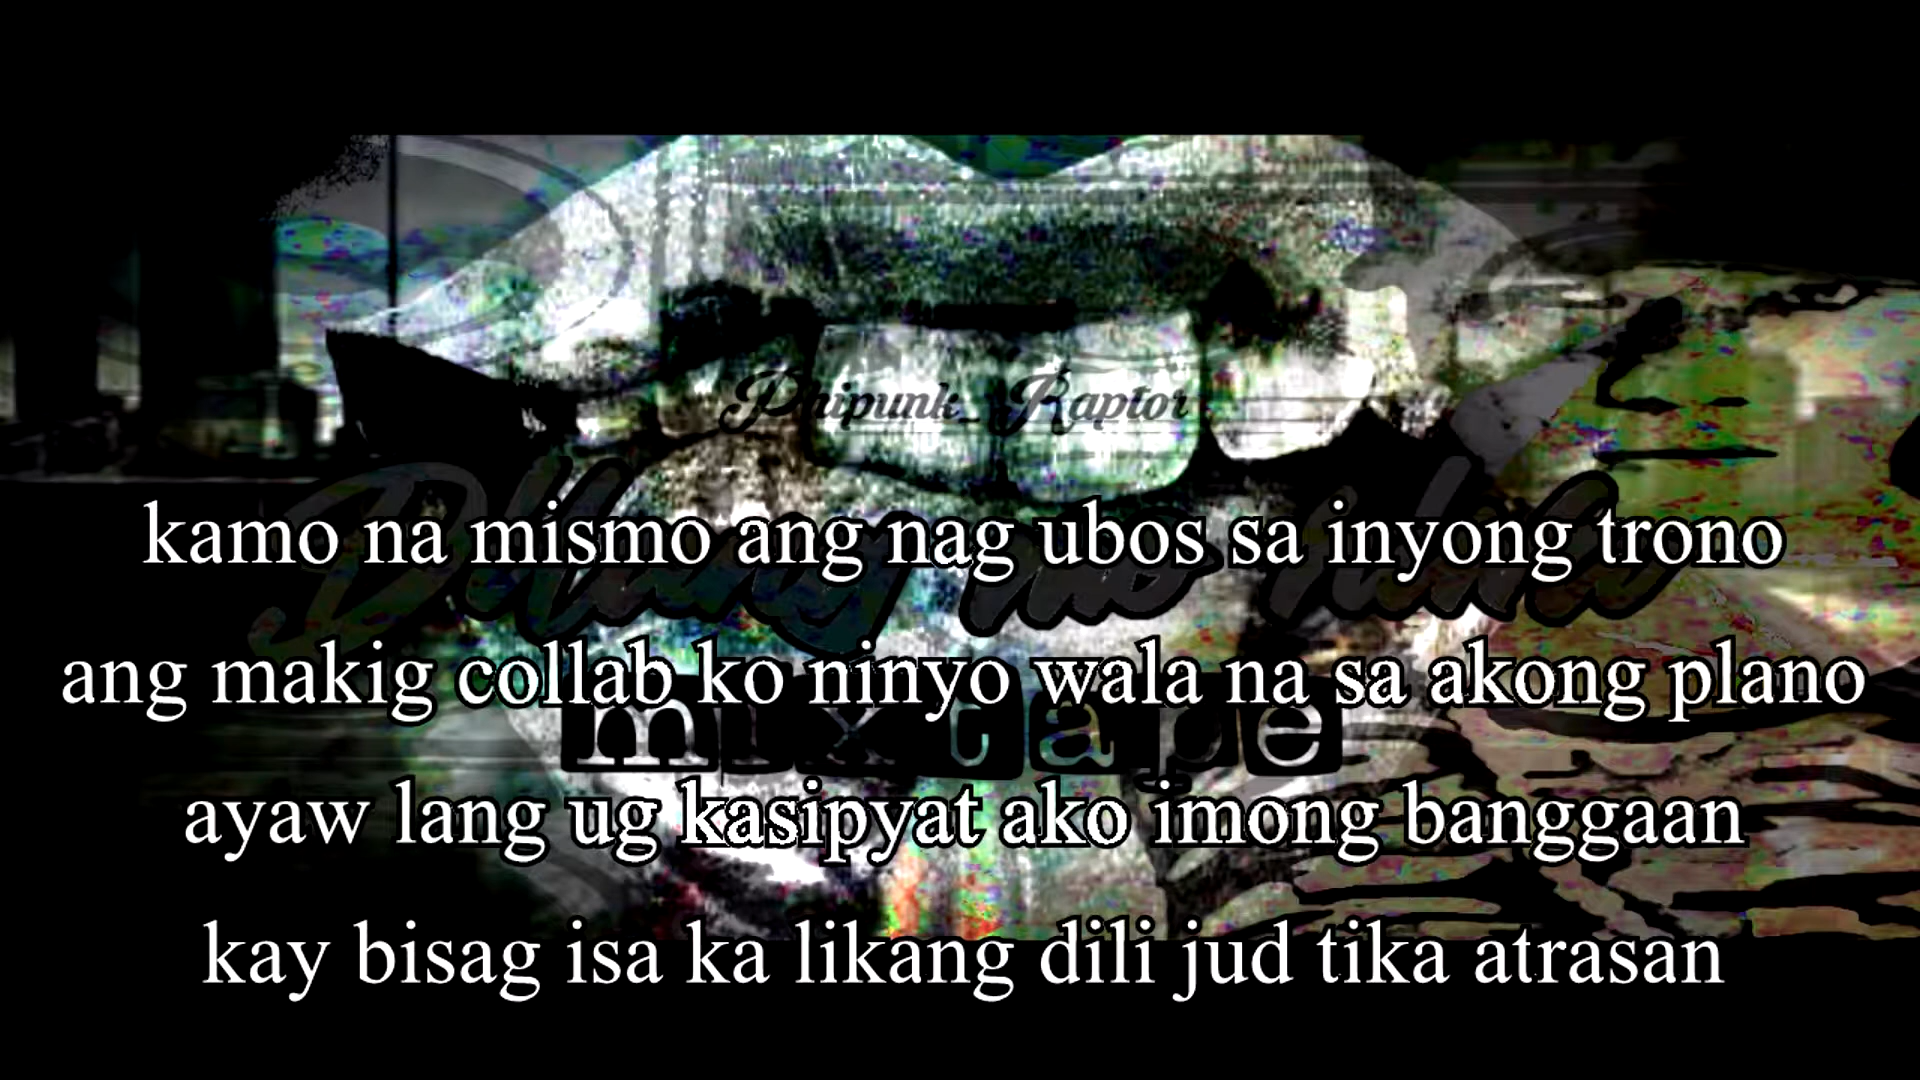 Phipunk_ Raptor
kamo na mismo ang nag ubos sa inyong trono
ang makig collab ko ninyo wala na sa akong plano
mixtape
ayaw lang ug kasipyat ako imong banggaan
kay bisag isa ka likang dili jud tika atrasan